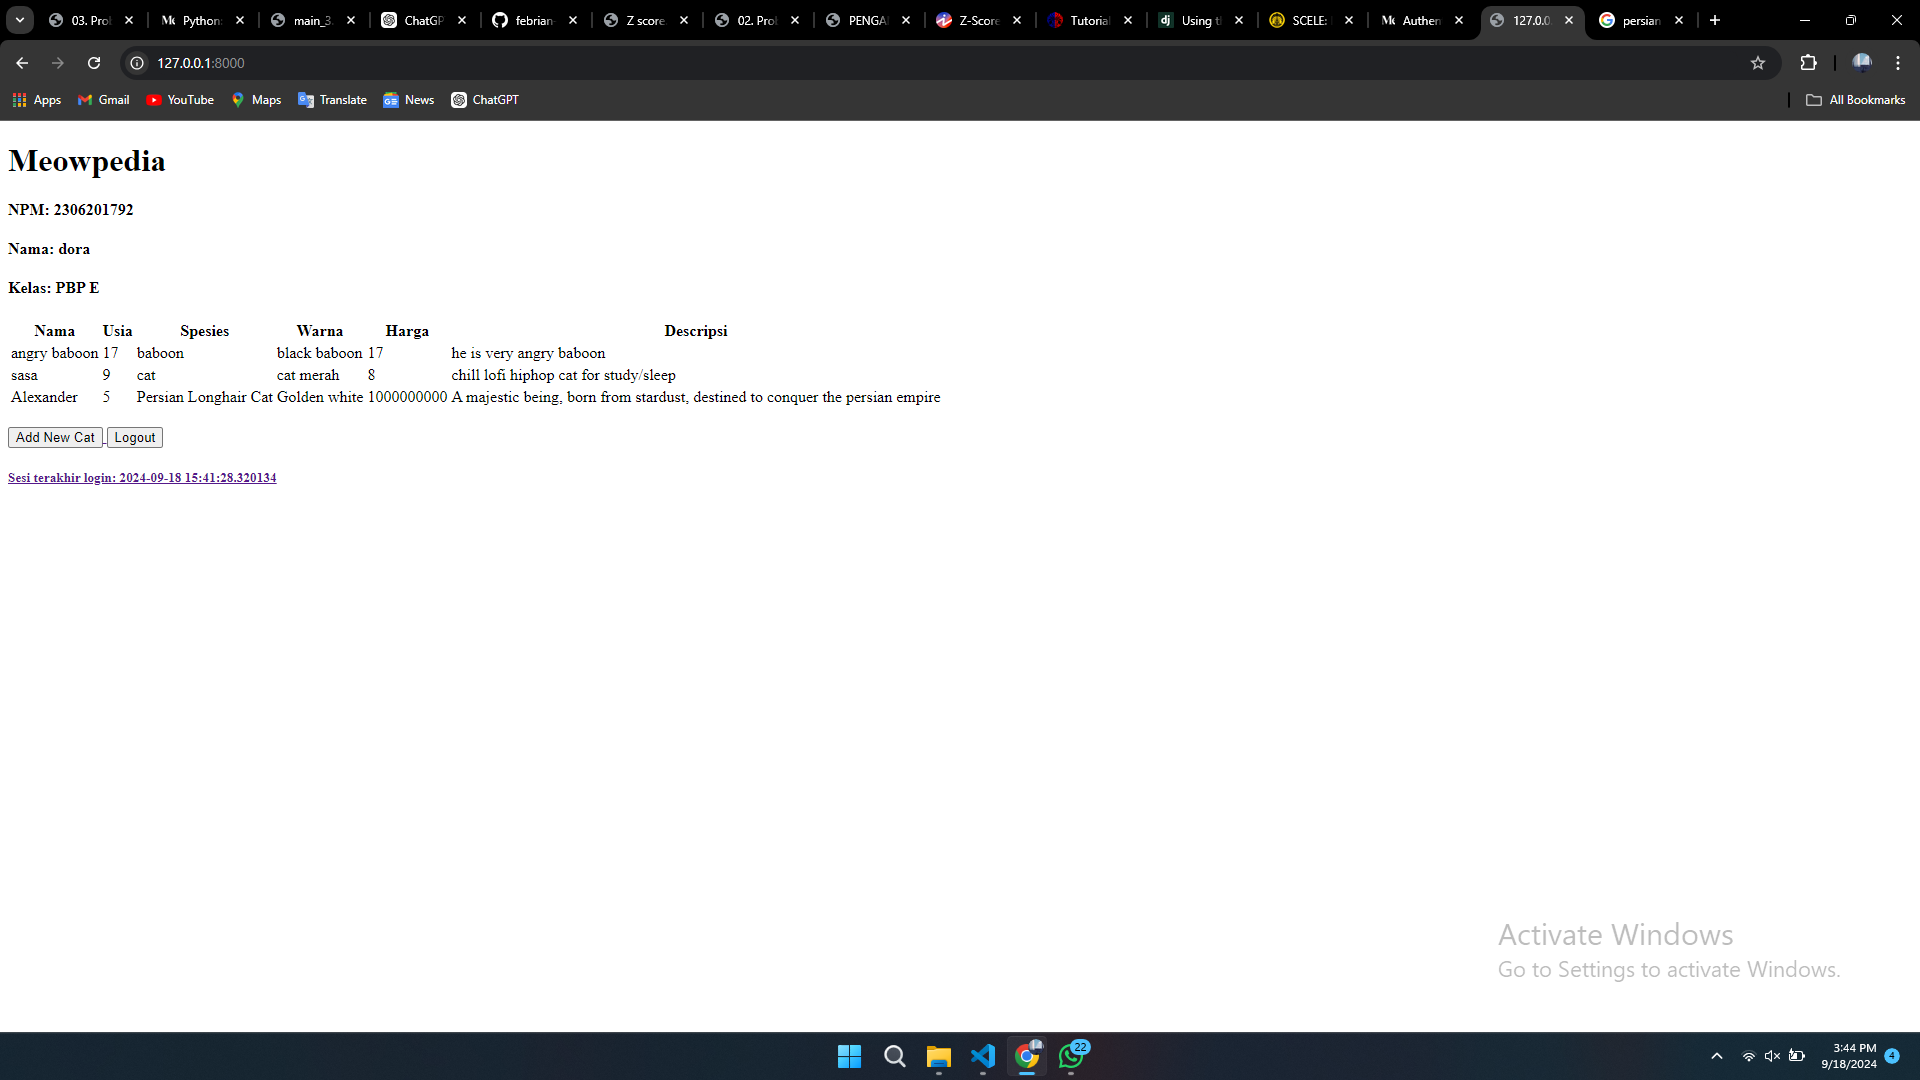 03. Prol
Python:
main_3.
ChatGP
febrian-
Z score.
02. Prob
PENGA
Z-Score
Tutorial
Using th
SCELE:
Authen
127.0.0
persian
127.0.0.1:8000
Apps Gmail YouTube Maps Translate News ChatGPT All Bookmarks
Meowpedia
NPM: 2306201792
Nama: dora
Kelas: PBP E
Nama Usia Spesies Warna Harga Descripsi
angry baboon 17 baboon black baboon 17 he is very angry baboon
sasa 9 cat cat merah 8 chill lofi hiphop cat for study/sleep
Alexander 5 Persian Longhair Cat Golden white 1000000000 A majestic being, born from stardust, destined to conquer the persian empire
Add New Cat Logout
Sesi terakhir login: 2024-09-18 15:41:28.320134
Activate Windows
Go to Settings to activate Windows.
22
3:44 PM
9/18/2024
4